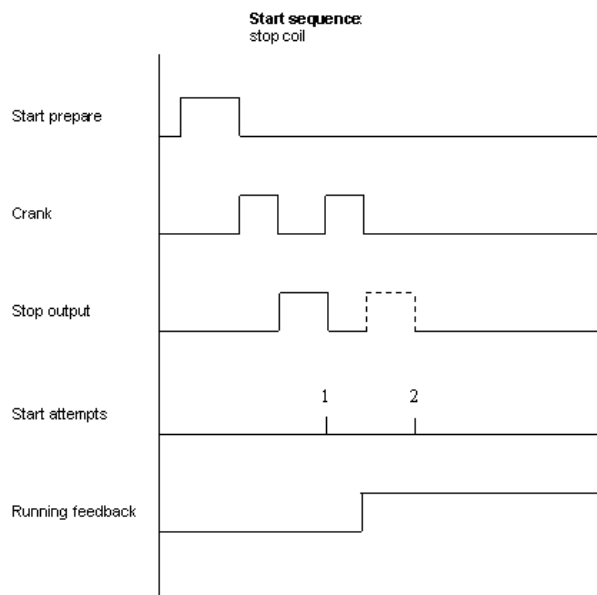 Start sequence:
stop coil
Start prepare
Crank
Stop output
1 2
Start attempts
Running feedback